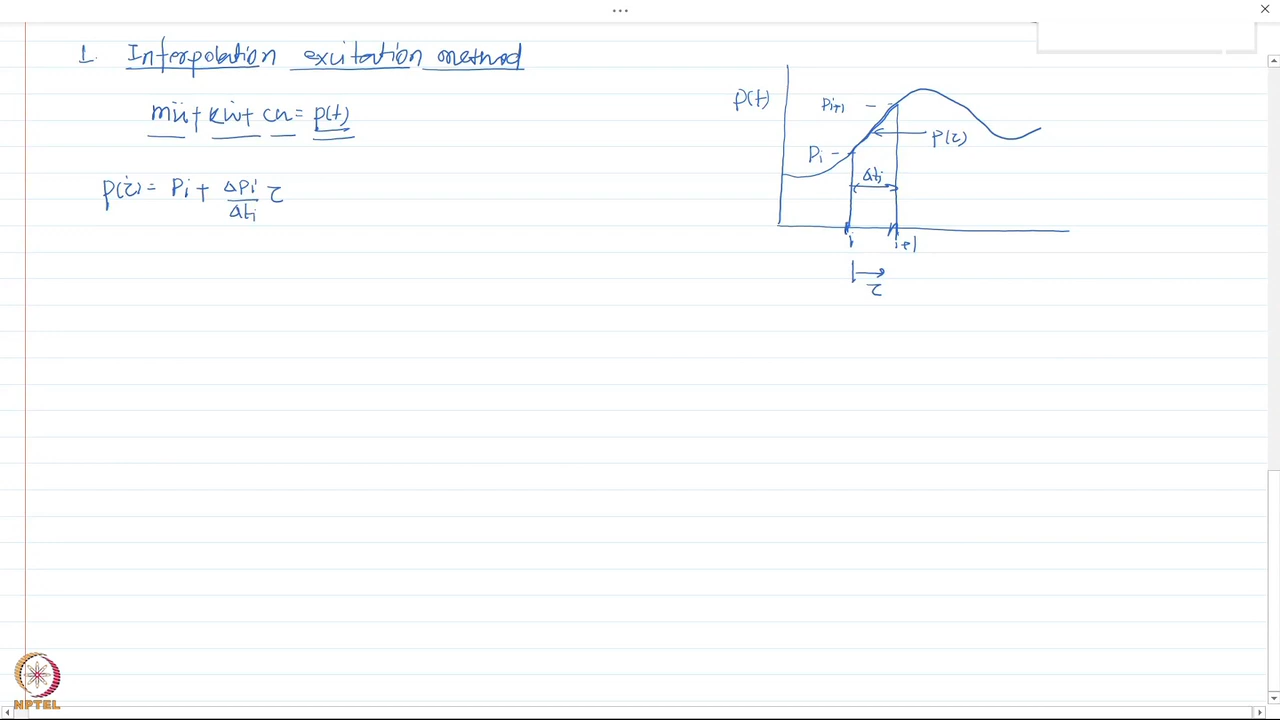 1. Interpolation excitation method
mü + ku̇ + cu = p(t)
p(τ) = Pi + ΔPi/Δti τ
p(t)
Pi+1
p(τ)
Pi
Δti
i i+1
τ
NPTEL